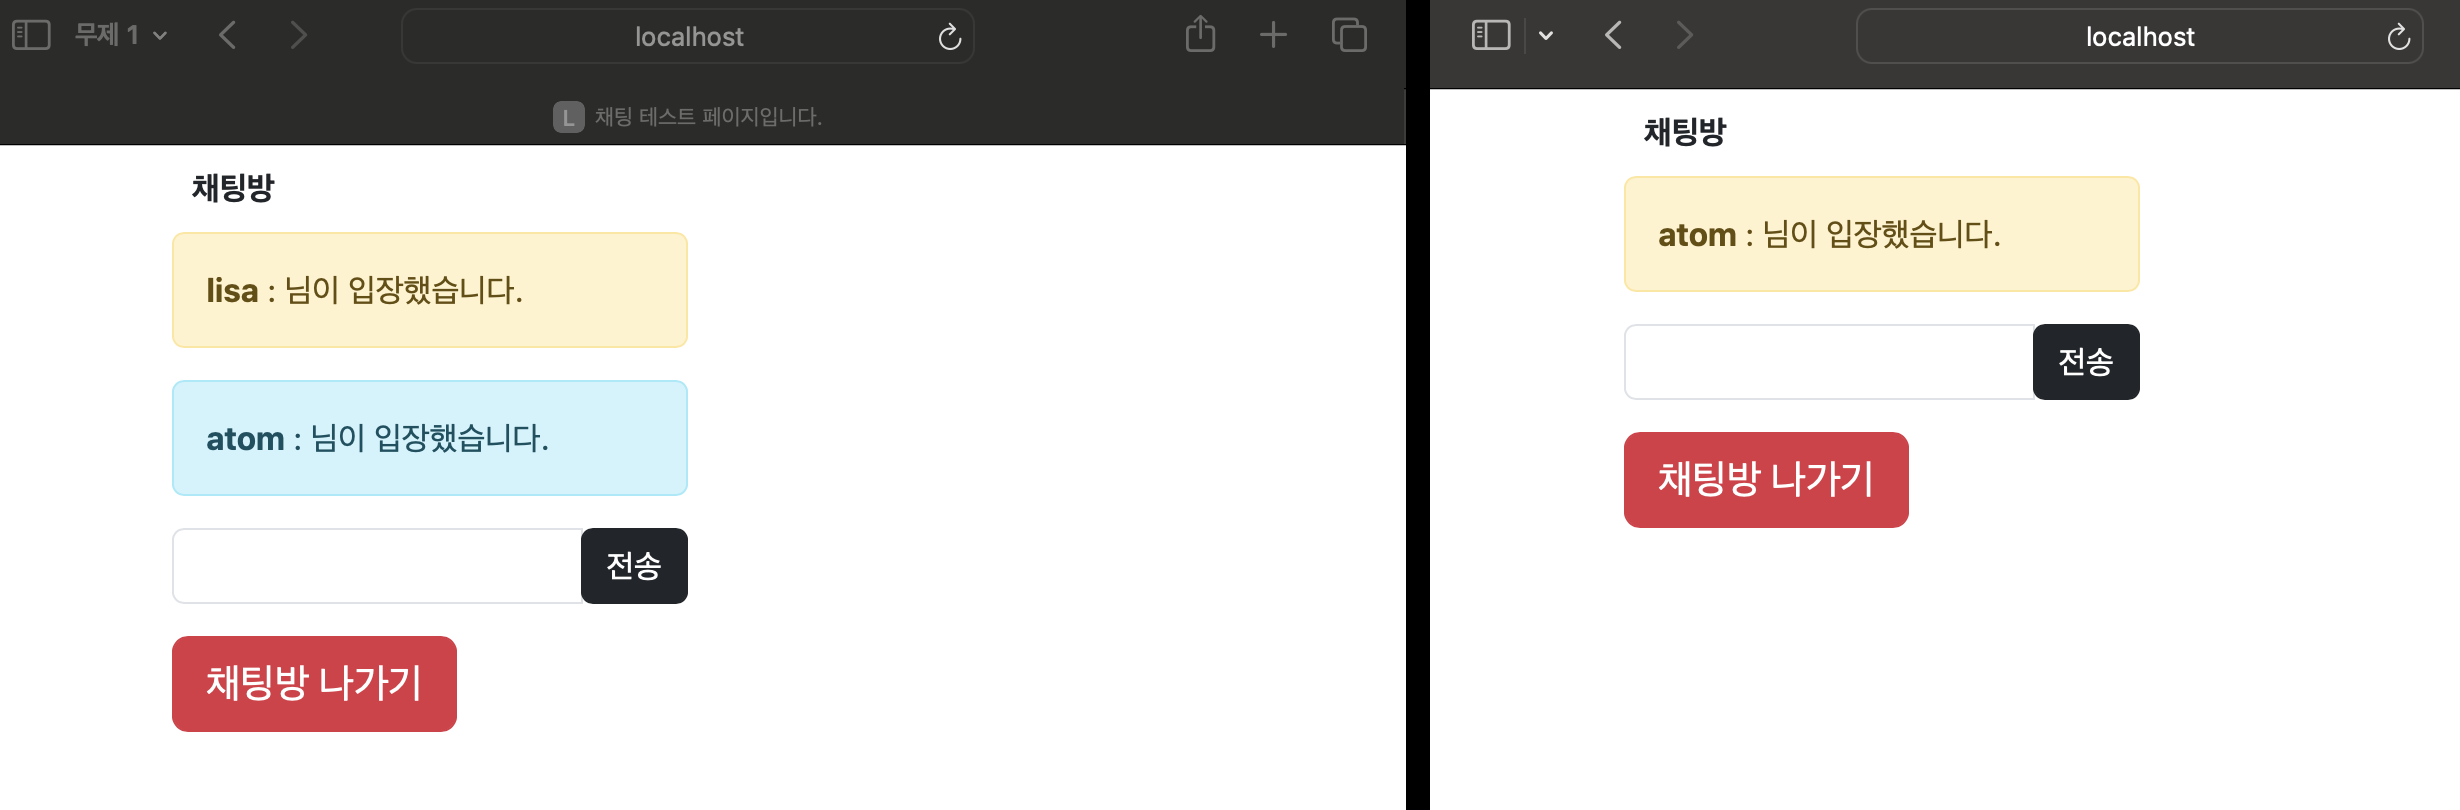 무제 1
localhost
L 채팅 테스트 페이지입니다.
채팅방
lisa : 님이 입장했습니다.
atom : 님이 입장했습니다.
전송
채팅방 나가기
localhost
채팅방
atom : 님이 입장했습니다.
전송
채팅방 나가기